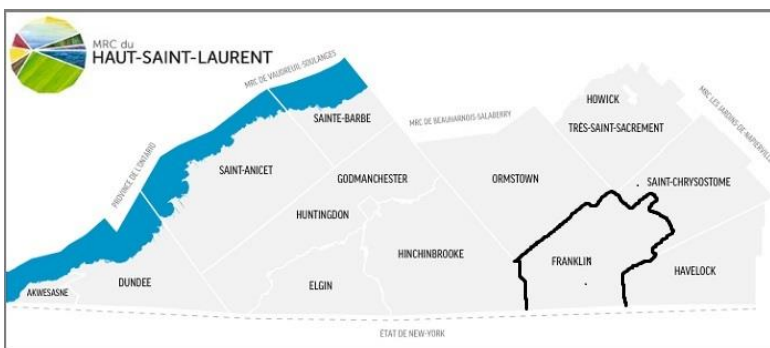 MRC du
HAUT-SAINT-LAURENT
MRC DE VAUDREUIL-SOULANGES
PROVINCE DE L'ONTARIO
MRC DE BEAUHARNOIS-SALABERRY
MRC LES JARDINS-DE-NAPIERVILLE
SAINTE-BARBE
HOWICK
TRÈS-SAINT-SACREMENT
SAINT-ANICET
GODMANCHESTER
ORMSTOWN
SAINT-CHRYSOSTOME
HUNTINGDON
HINCHINBROOKE
FRANKLIN
HAVELOCK
DUNDEE
ELGIN
AKWESASNE
ÉTAT DE NEW-YORK